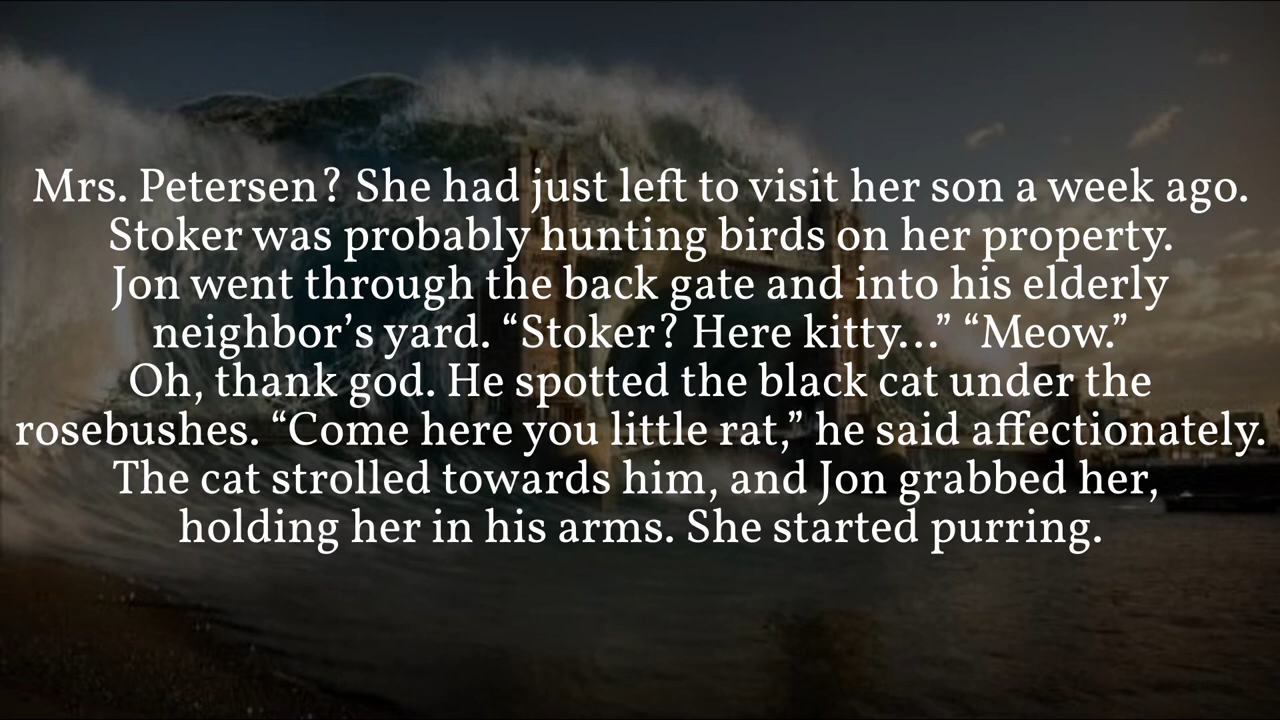 Mrs. Petersen? She had just left to visit her son a week ago.
Stoker was probably hunting birds on her property.
Jon went through the back gate and into his elderly
neighbor’s yard. “Stoker? Here kitty…” “Meow.”
Oh, thank god. He spotted the black cat under the
rosebushes. “Come here you little rat,” he said affectionately.
The cat strolled towards him, and Jon grabbed her,
holding her in his arms. She started purring.